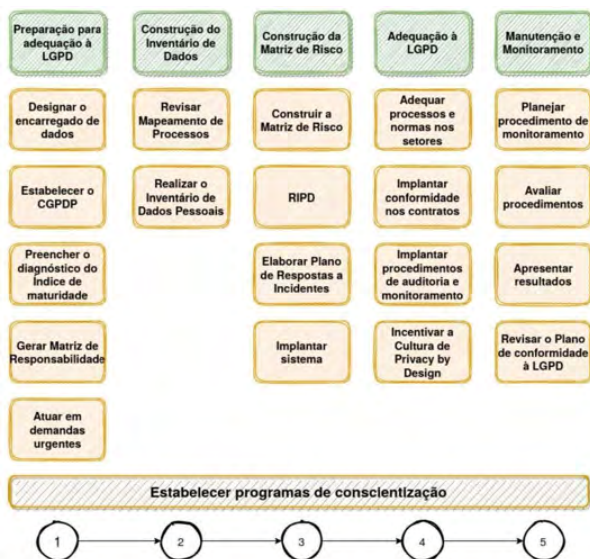 Preparação para
adequação à
LGPD
Construção do
Inventário de
Dados
Construção da
Matriz de Risco
Adequação à
LGPD
Manutenção e
Monitoramento
Designar o
encarregado de
dados
Revisar
Mapeamento de
Processos
Construir a
Matriz de Risco
Adequar
processos e
normas nos
setores
Planejar
procedimento de
monitoramento
Estabelecer o
CGPDP
Realizar o
Inventário de
Dados Pessoais
RIPD
Implantar
conformidade
nos contratos
Avaliar
procedimentos
Preencher o
diagnóstico do
Índice de
maturidade
Elaborar Plano
de Respostas a
Incidentes
Implantar
procedimentos
de auditoria e
monitoramento
Apresentar
resultados
Gerar Matriz de
Responsabilidade
Implantar
sistema
Incentivar a
Cultura de
Privacy by
Design
Revisar o Plano
de conformidade
à LGPD
Atuar em
demandas
urgentes
Estabelecer programas de conscientização
1 2 3 4 5